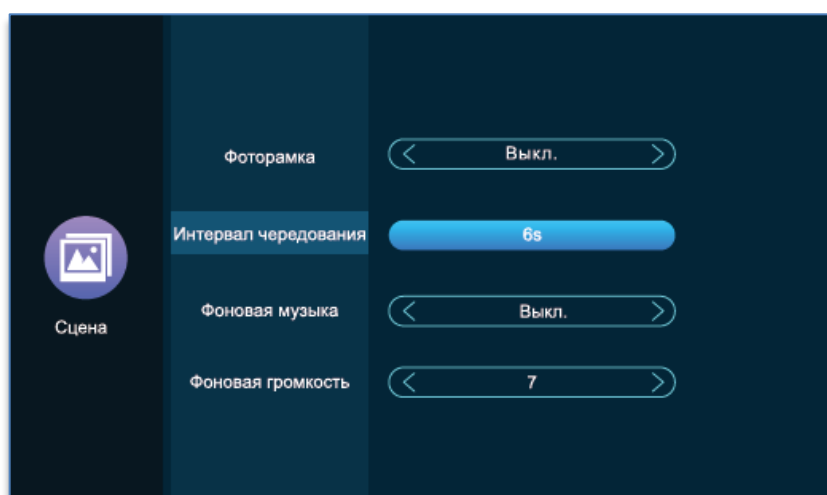 Фоторамка
Выкл.
Интервал чередования
6s
Фоновая музыка
Выкл.
Сцена
Фоновая громкость
7